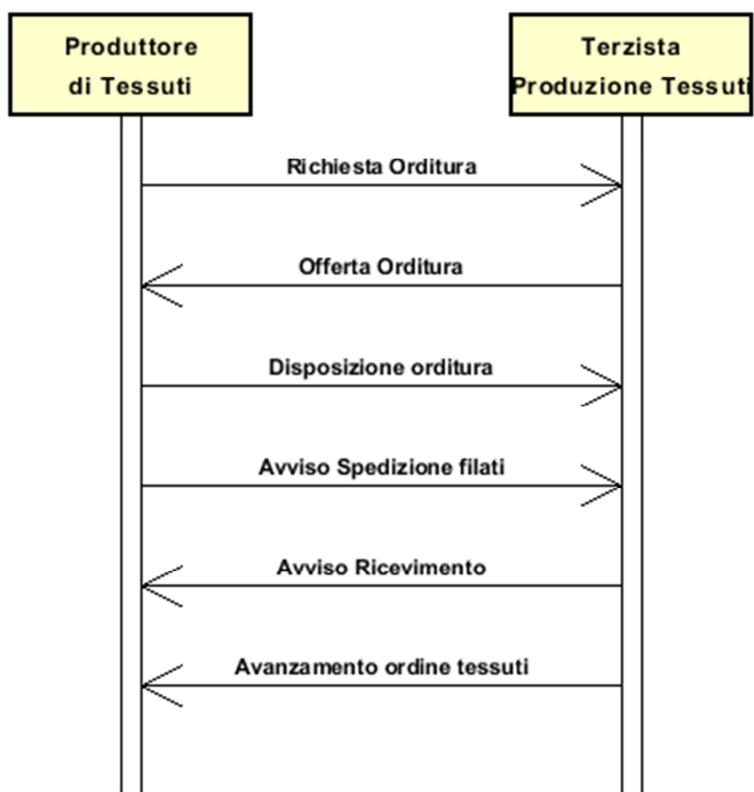 Produttore
di Tessuti
Terzista
Produzione Tessuti
Richiesta Orditura
Offerta Orditura
Disposizione orditura
Avviso Spedizione filati
Avviso Ricevimento
Avanzamento ordine tessuti